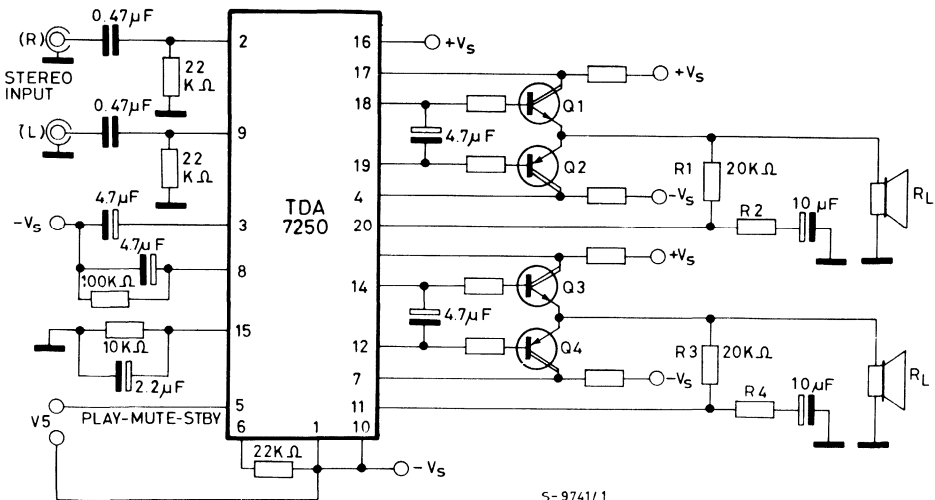 0.47µF
(R)
STEREO
INPUT
22
KΩ
0.47µF
(L)
22
KΩ
4.7µF
-Vs
4.7µF
100KΩ
10KΩ
2.2µF
V5
PLAY-MUTE-STBY
22KΩ
-Vs
TDA
7250
2
9
3
8
15
5
6
1
10
16
17
18
19
4
20
14
12
7
11
+Vs
+Vs
Q1
4.7µF
Q2
-Vs
R1
20KΩ
R2
10µF
RL
+Vs
Q3
4.7µF
Q4
-Vs
R3
20KΩ
R4
10µF
RL
S-9741/1